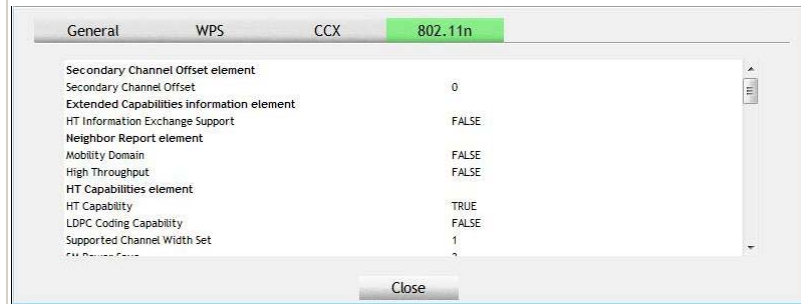 General WPS CCX 802.11n
Secondary Channel Offset element
Secondary Channel Offset 0
Extended Capabilities information element
HT Information Exchange Support FALSE
Neighbor Report element
Mobility Domain FALSE
High Throughput FALSE
HT Capabilities element
HT Capability TRUE
LDPC Coding Capability FALSE
Supported Channel Width Set 1
Close